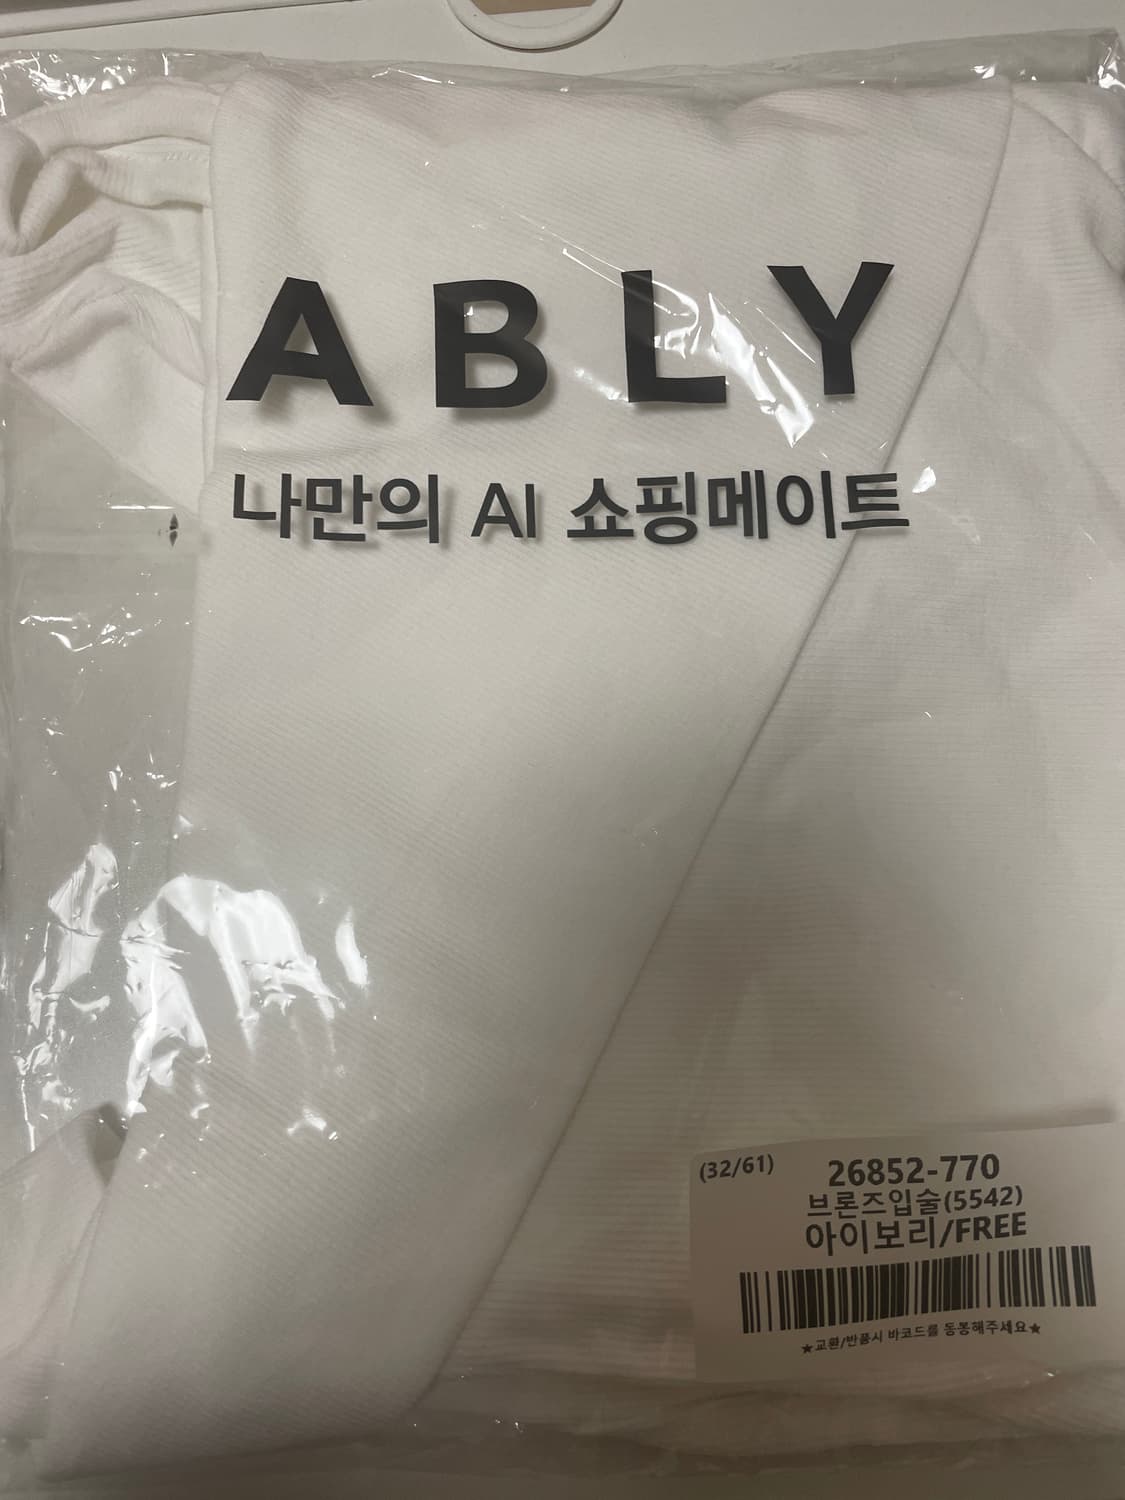 ABLY
나만의 AI 쇼핑메이트
(32/61)
26852-770
브론즈입술(5542)
아이보리/FREE
★교환/반품시 바코드를 동봉해주세요★